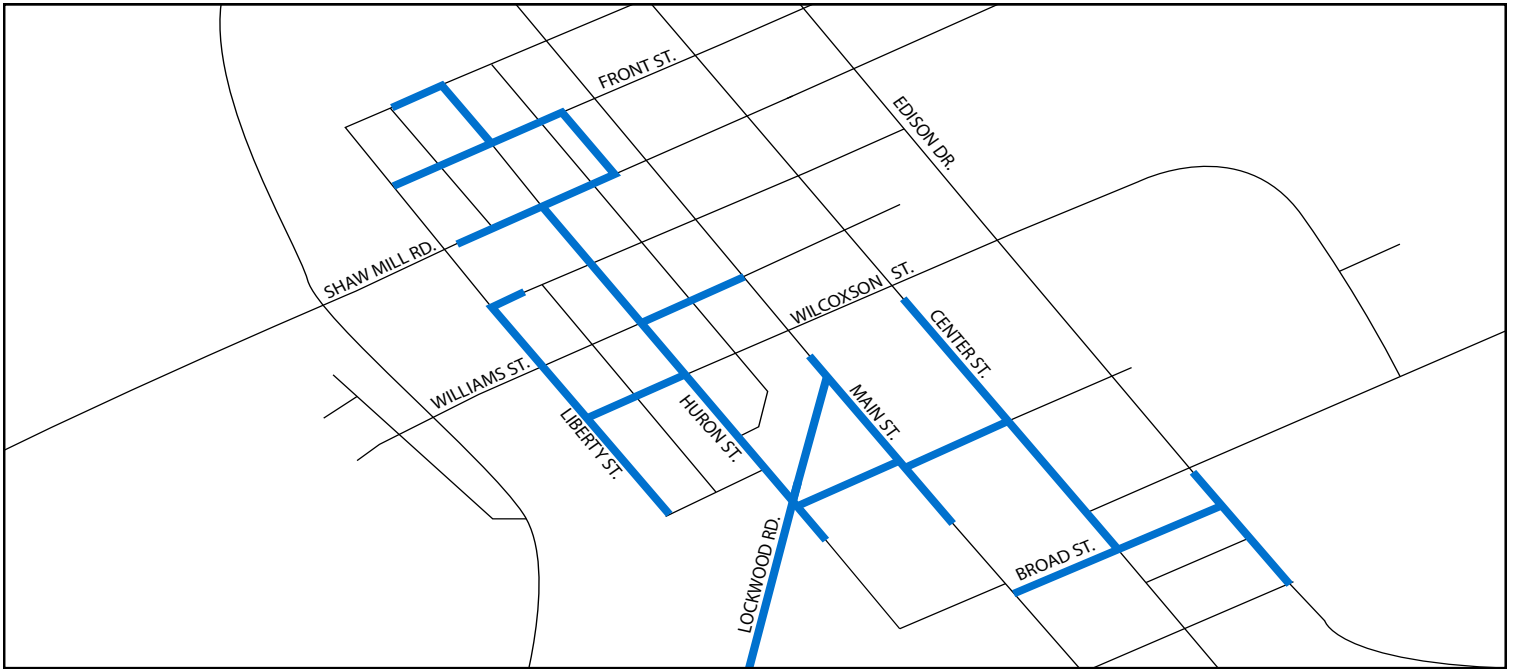 FRONT ST.
EDISON DR.
SHAW MILL RD.
WILCOXSON ST.
CENTER ST.
WILLIAMS ST.
MAIN ST.
HURON ST.
LIBERTY ST.
LOCKWOOD RD.
BROAD ST.